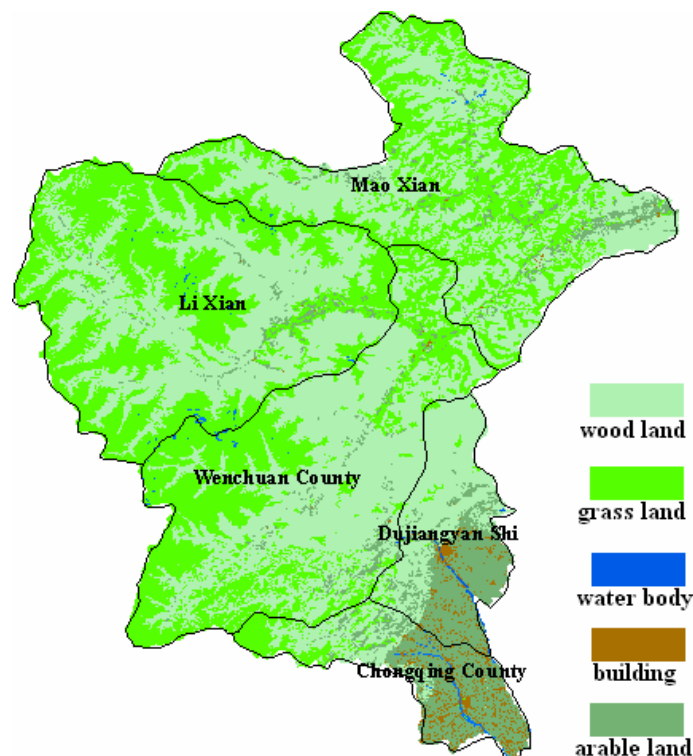 Mao Xian
Li Xian
Wenchuan County
Dujiangyan Shi
Chongqing County
wood land
grass land
water body
building
arable land